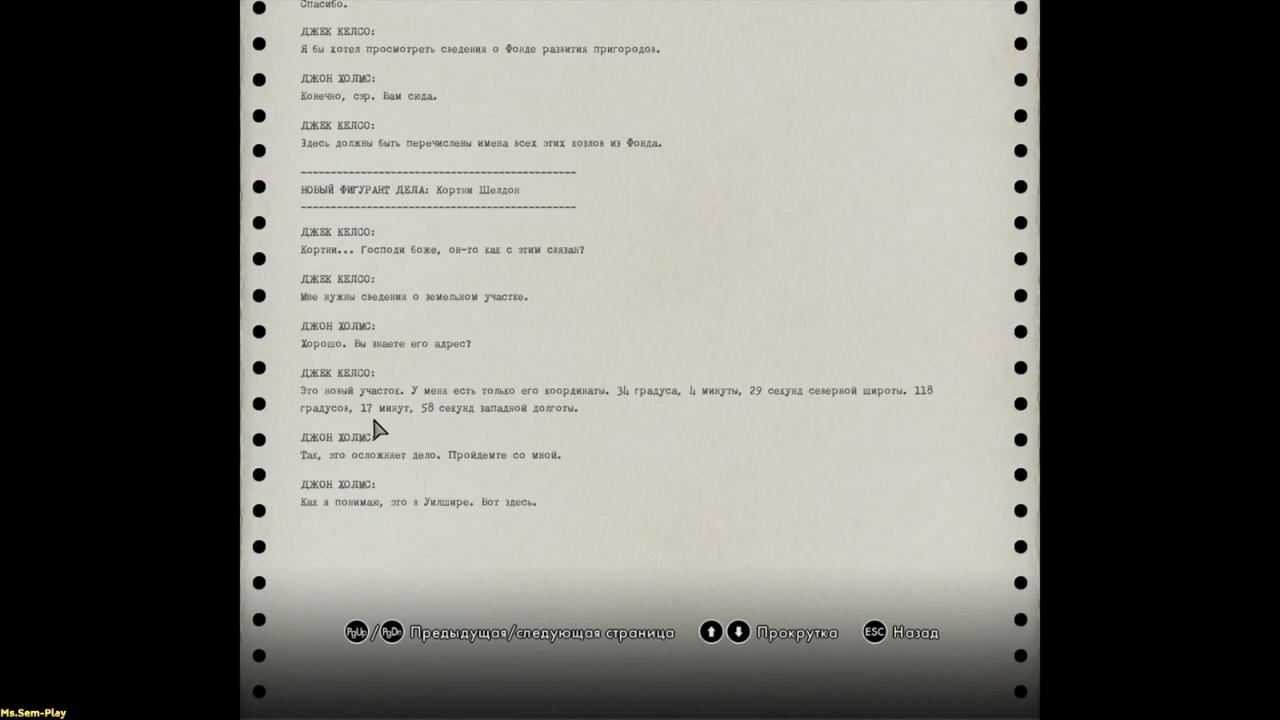 Спасибо.
ДЖЕК КЕЛСО:
Я бы хотел просмотреть сведения о Фонде развития пригородов.
ДЖОН ХОЛМС:
Конечно, сэр. Вам сюда.
ДЖЕК КЕЛСО:
Здесь должны быть перечислены имена всех этих козлов из Фонда.
----------------------------------------------
НОВЫЙ ФИГУРАНТ ДЕЛА: Кортни Шелдон
----------------------------------------------
ДЖЕК КЕЛСО:
Кортни... Господи боже, он-то как с этим связан?
ДЖЕК КЕЛСО:
Мне нужны сведения о земельном участке.
ДЖОН ХОЛМС:
Хорошо. Вы знаете его адрес?
ДЖЕК КЕЛСО:
Это новый участок. У меня есть только его координаты. 34 градуса, 4 минуты, 29 секунд северной широты. 118
градусов, 17 минут, 58 секунд западной долготы.
ДЖОН ХОЛМС:
Так, это осложняет дело. Пройдемте со мной.
ДЖОН ХОЛМС:
Как я понимаю, это в Уилшире. Вот здесь.
PgUp/PgDn Предыдущая/следующая страница Прокрутка ESC Назад
Ms.Sem-Play